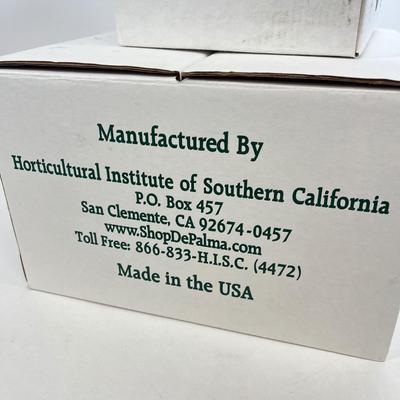 Manufactured By
Horticultural Institute of Southern California
P.O. Box 457
San Clemente, CA 92674-0457
www.ShopDePalma.com
Toll Free: 866-833-H.I.S.C. (4472)
Made in the USA